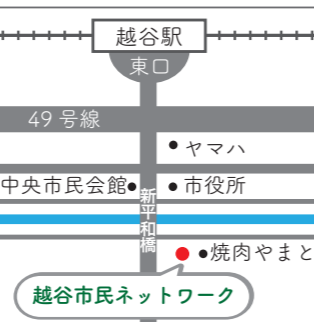 越谷駅
東口
49号線
●ヤマハ
中央市民会館●
●市役所
新平和橋
●焼肉やまと
越谷市民ネットワーク